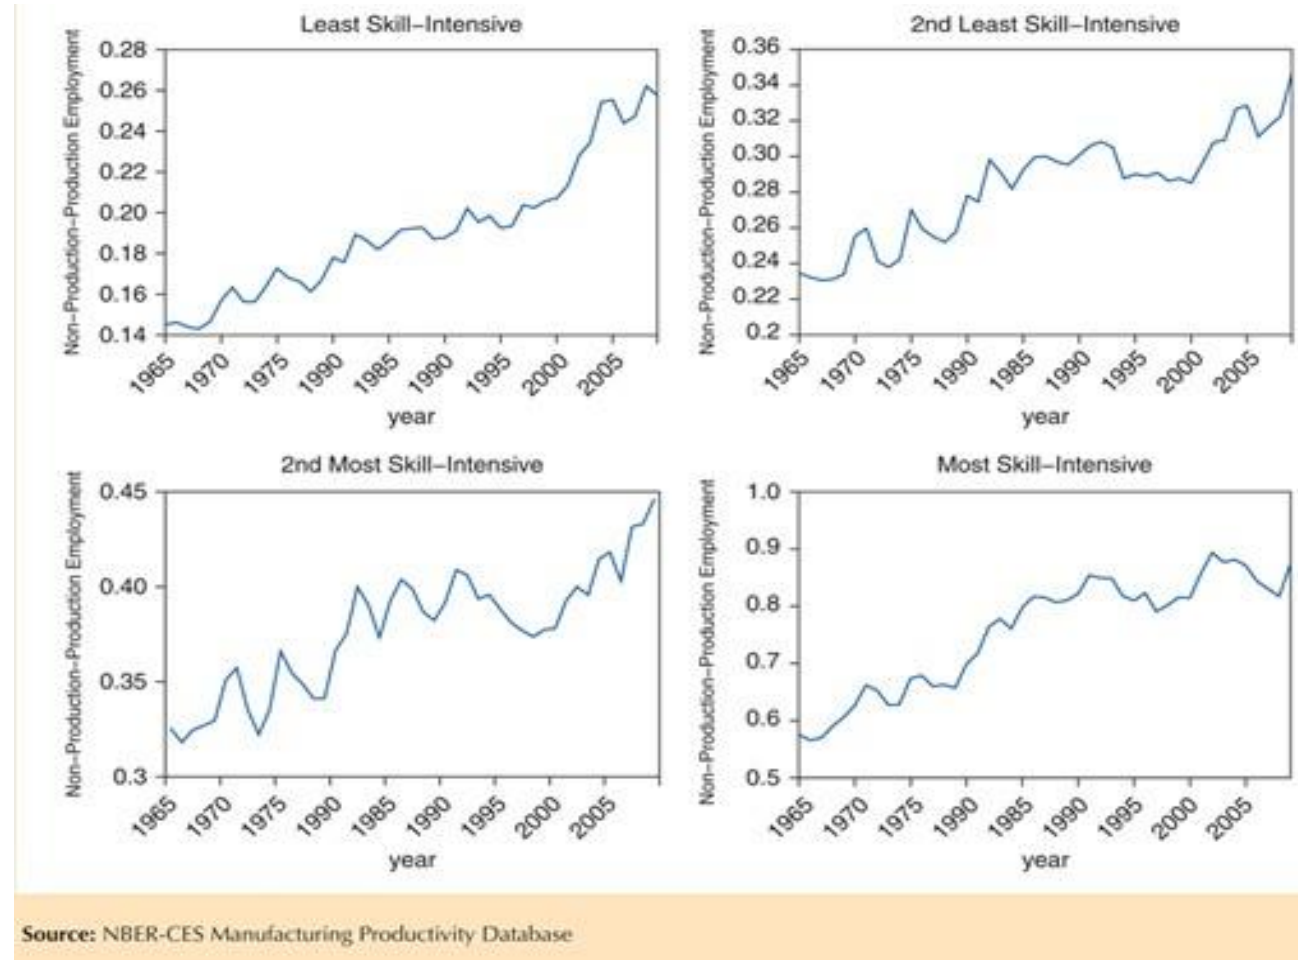 Least Skill–Intensive
Non–Production–Production Employment
0.28
0.26
0.24
0.22
0.20
0.18
0.16
0.14
1965 1970 1975 1990 1985 1990 1995 2000 2005
year
2nd Least Skill–Intensive
Non–Production–Production Employment
0.36
0.34
0.32
0.30
0.28
0.26
0.24
0.22
0.2
1965 1970 1975 1990 1985 1990 1995 2000 2005
year
2nd Most Skill–Intensive
Non–Production–Production Employment
0.45
0.40
0.35
0.3
1965 1970 1975 1990 1985 1990 1995 2000 2005
year
Most Skill–Intensive
Non–Production–Production Employment
1.0
0.9
0.8
0.7
0.6
0.5
1965 1970 1975 1990 1985 1990 1995 2000 2005
year
Source: NBER-CES Manufacturing Productivity Database